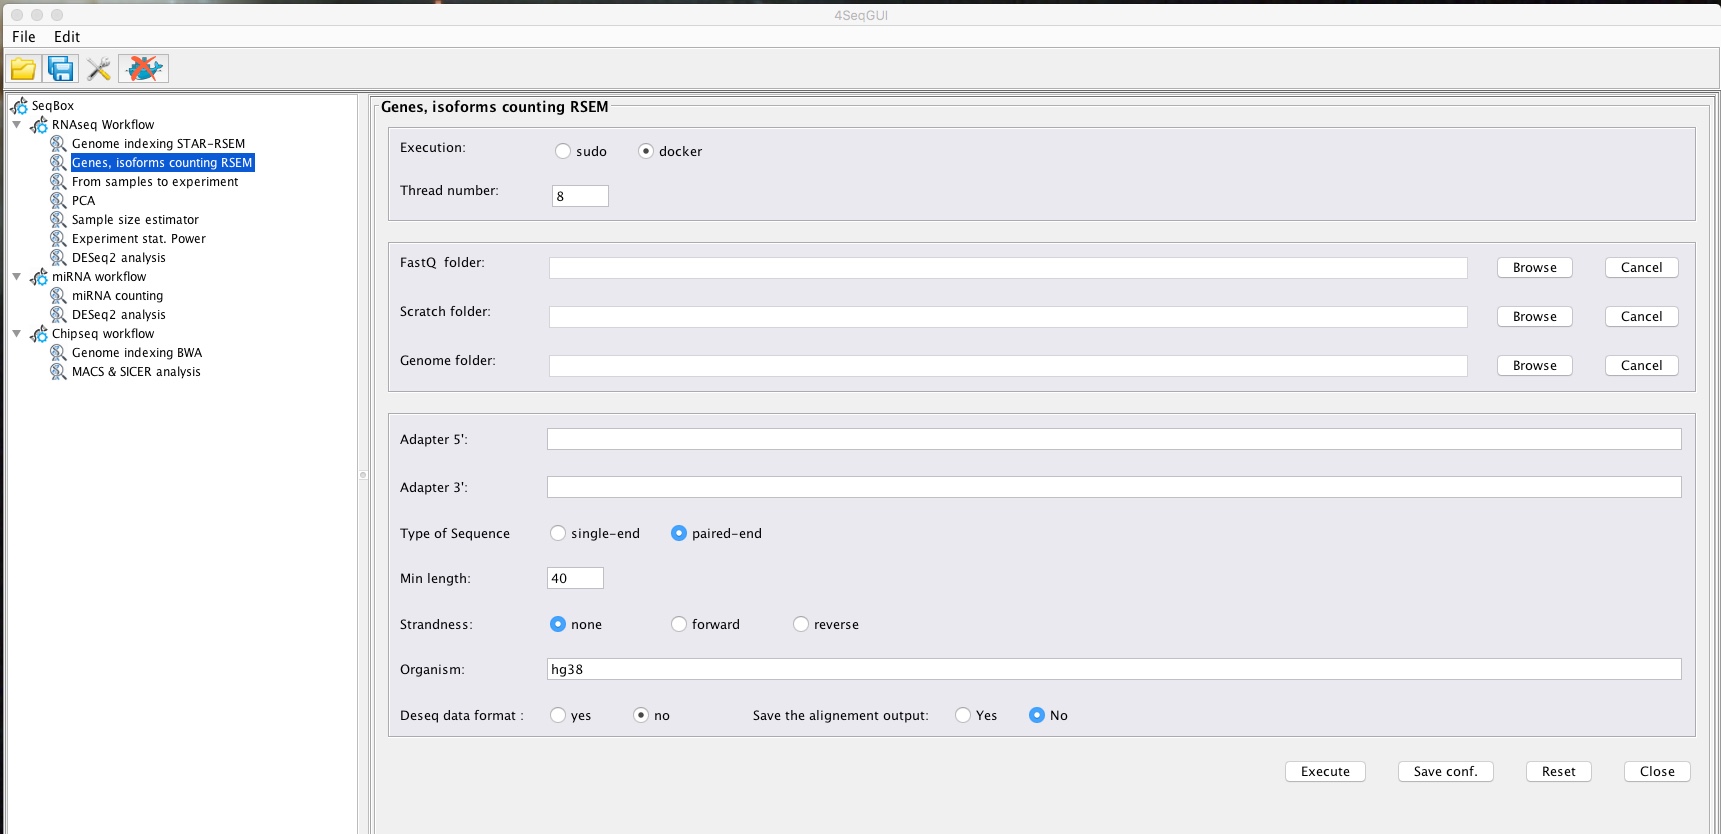 4SeqGUI
File Edit
SeqBox
RNAseq Workflow
Genome indexing STAR-RSEM
Genes, isoforms counting RSEM
From samples to experiment
PCA
Sample size estimator
Experiment stat. Power
DESeq2 analysis
miRNA workflow
miRNA counting
DESeq2 analysis
Chipseq workflow
Genome indexing BWA
MACS & SICER analysis
Genes, isoforms counting RSEM
Execution: sudo docker
Thread number: 8
FastQ folder: Browse Cancel
Scratch folder: Browse Cancel
Genome folder: Browse Cancel
Adapter 5':
Adapter 3':
Type of Sequence single-end paired-end
Min length: 40
Strandness: none forward reverse
Organism: hg38
Deseq data format : yes no Save the alignement output: Yes No
Execute Save conf. Reset Close